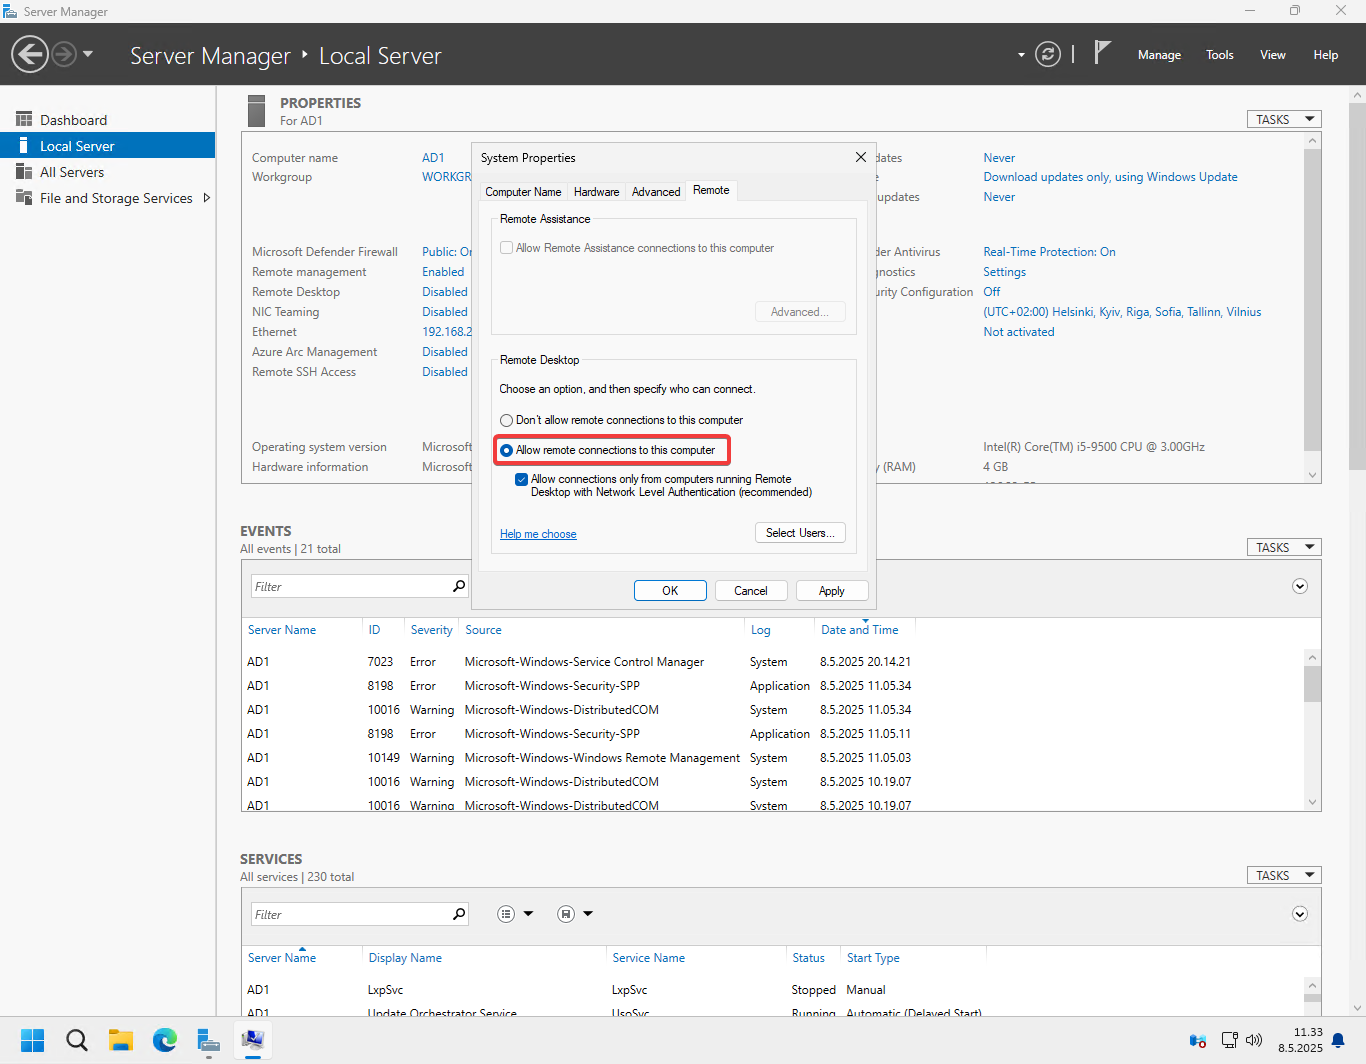 Server Manager
Server Manager ‣ Local Server
Manage
Tools
View
Help
Dashboard
Local Server
All Servers
File and Storage Services
PROPERTIES
For AD1
TASKS
Computer name AD1
Workgroup WORKGR
Microsoft Defender Firewall Public: O
Remote management Enabled
Remote Desktop Disabled
NIC Teaming Disabled
Ethernet 192.168.2
Azure Arc Management Disabled
Remote SSH Access Disabled
Operating system version Microsoft
Hardware information Microsoft
dates Never
Download updates only, using Windows Update
updates Never
der Antivirus Real-Time Protection: On
gnostics Settings
urity Configuration Off
(UTC+02:00) Helsinki, Kyiv, Riga, Sofia, Tallinn, Vilnius
Not activated
Intel(R) Core(TM) i5-9500 CPU @ 3.00GHz
y (RAM) 4 GB
System Properties
Computer Name
Hardware
Advanced
Remote
Remote Assistance
Allow Remote Assistance connections to this computer
Advanced...
Remote Desktop
Choose an option, and then specify who can connect.
Don't allow remote connections to this computer
Allow remote connections to this computer
Allow connections only from computers running Remote
Desktop with Network Level Authentication (recommended)
Help me choose
Select Users...
OK
Cancel
Apply
EVENTS
All events | 21 total
TASKS
Filter
Server Name ID Severity Source Log Date and Time
AD1 7023 Error Microsoft-Windows-Service Control Manager System 8.5.2025 20.14.21
AD1 8198 Error Microsoft-Windows-Security-SPP Application 8.5.2025 11.05.34
AD1 10016 Warning Microsoft-Windows-DistributedCOM System 8.5.2025 11.05.34
AD1 8198 Error Microsoft-Windows-Security-SPP Application 8.5.2025 11.05.11
AD1 10149 Warning Microsoft-Windows-Windows Remote Management System 8.5.2025 11.05.03
AD1 10016 Warning Microsoft-Windows-DistributedCOM System 8.5.2025 10.19.07
AD1 10016 Warning Microsoft-Windows-DistributedCOM System 8.5.2025 10.19.07
SERVICES
All services | 230 total
TASKS
Filter
Server Name Display Name Service Name Status Start Type
AD1 LxpSvc LxpSvc Stopped Manual
AD1 Update Orchestrator Service UsoSvc Running Automatic (Delayed Start)
11.33
8.5.2025